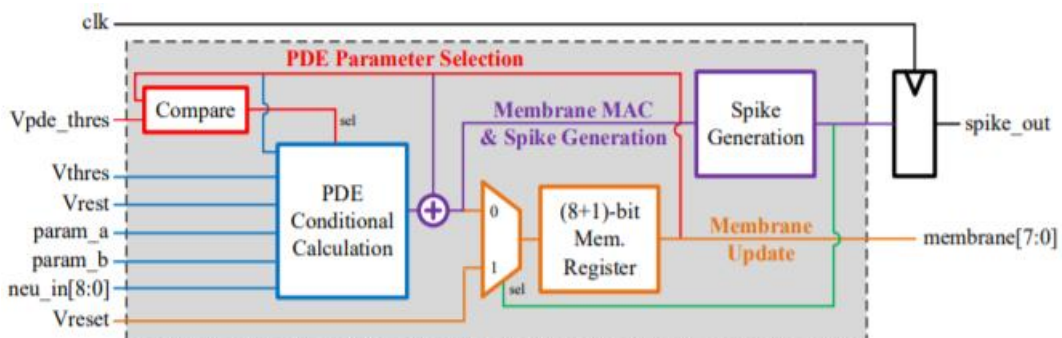 clk
PDE Parameter Selection
Compare
sel
Vpde_thres
Membrane MAC
& Spike Generation
Spike
Generation
spike_out
Vthres
Vrest
param_a
param_b
neu_in[8:0]
Vreset
PDE
Conditional
Calculation
0
1
sel
(8+1)-bit
Mem.
Register
Membrane
Update
membrane[7:0]